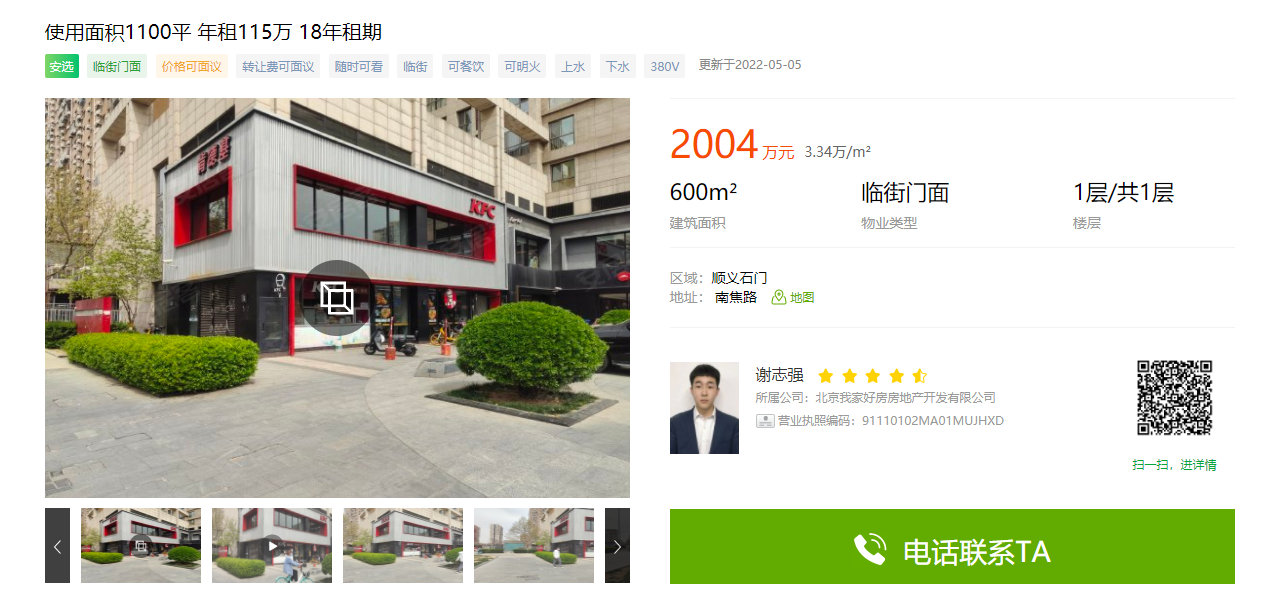 使用面积1100平 年租115万 18年租期
安选 临街门面 价格可面议 转让费可面议 随时可看 临街 可餐饮 可明火 上水 下水 380V 更新于2022-05-05
肯德基
KFC
2004万元 3.34万/m²
600m² 临街门面 1层/共1层
建筑面积 物业类型 楼层
区域： 顺义石门
地址： 南焦路 地图
谢志强
所属公司： 北京我家好房房地产开发有限公司
营业执照编码： 91110102MA01MUJHXD
扫一扫，进详情
电话联系TA